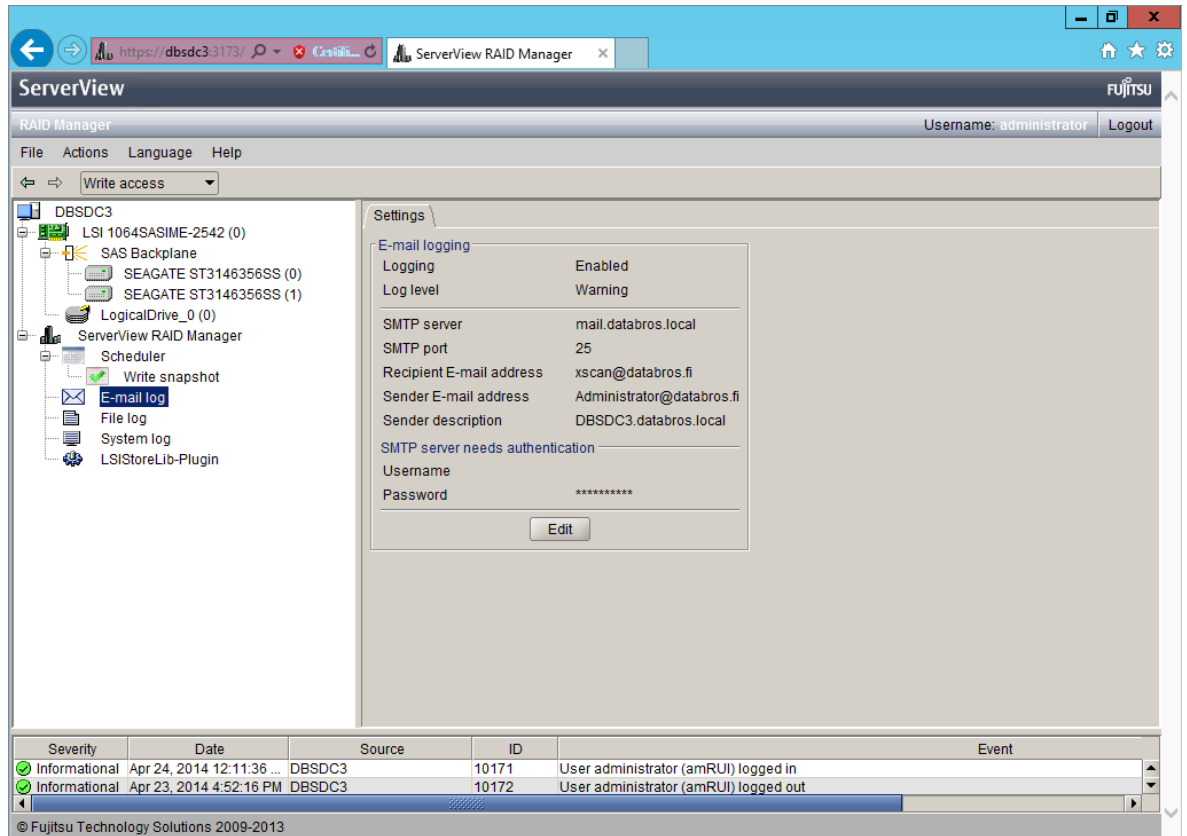 https://dbsdc3:3173/ Certifi... ServerView RAID Manager
ServerView FUJITSU
RAID Manager Username: administrator Logout
File Actions Language Help
Write access
DBSDC3
LSI 1064SASIME-2542 (0)
SAS Backplane
SEAGATE ST3146356SS (0)
SEAGATE ST3146356SS (1)
LogicalDrive_0 (0)
ServerView RAID Manager
Scheduler
Write snapshot
E-mail log
File log
System log
LSIStoreLib-Plugin
Settings
E-mail logging
Logging Enabled
Log level Warning
SMTP server mail.databros.local
SMTP port 25
Recipient E-mail address xscan@databros.fi
Sender E-mail address Administrator@databros.fi
Sender description DBSDC3.databros.local
SMTP server needs authentication
Username
Password **********
Edit
Severity Date Source ID Event
Informational Apr 24, 2014 12:11:36 ... DBSDC3 10171 User administrator (amRUI) logged in
Informational Apr 23, 2014 4:52:16 PM DBSDC3 10172 User administrator (amRUI) logged out
© Fujitsu Technology Solutions 2009-2013